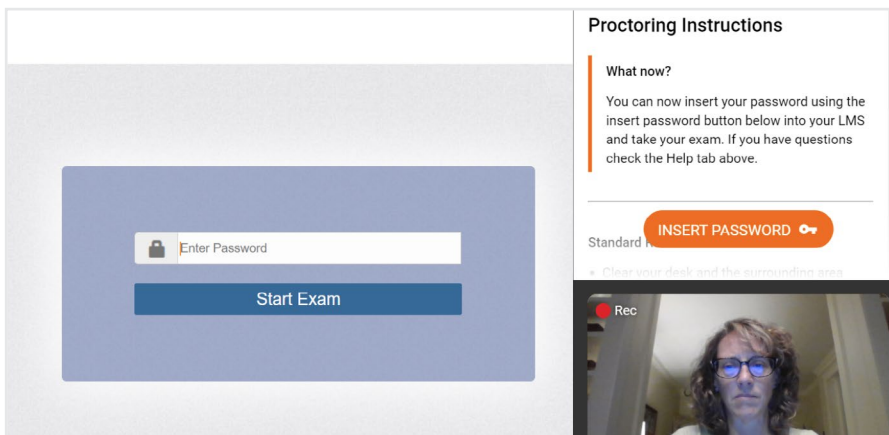 Proctoring Instructions
What now?
You can now insert your password using the
insert password button below into your LMS
and take your exam. If you have questions
check the Help tab above.
Enter Password
INSERT PASSWORD
Standard
• Clear your desk and the surrounding area
Start Exam
Rec